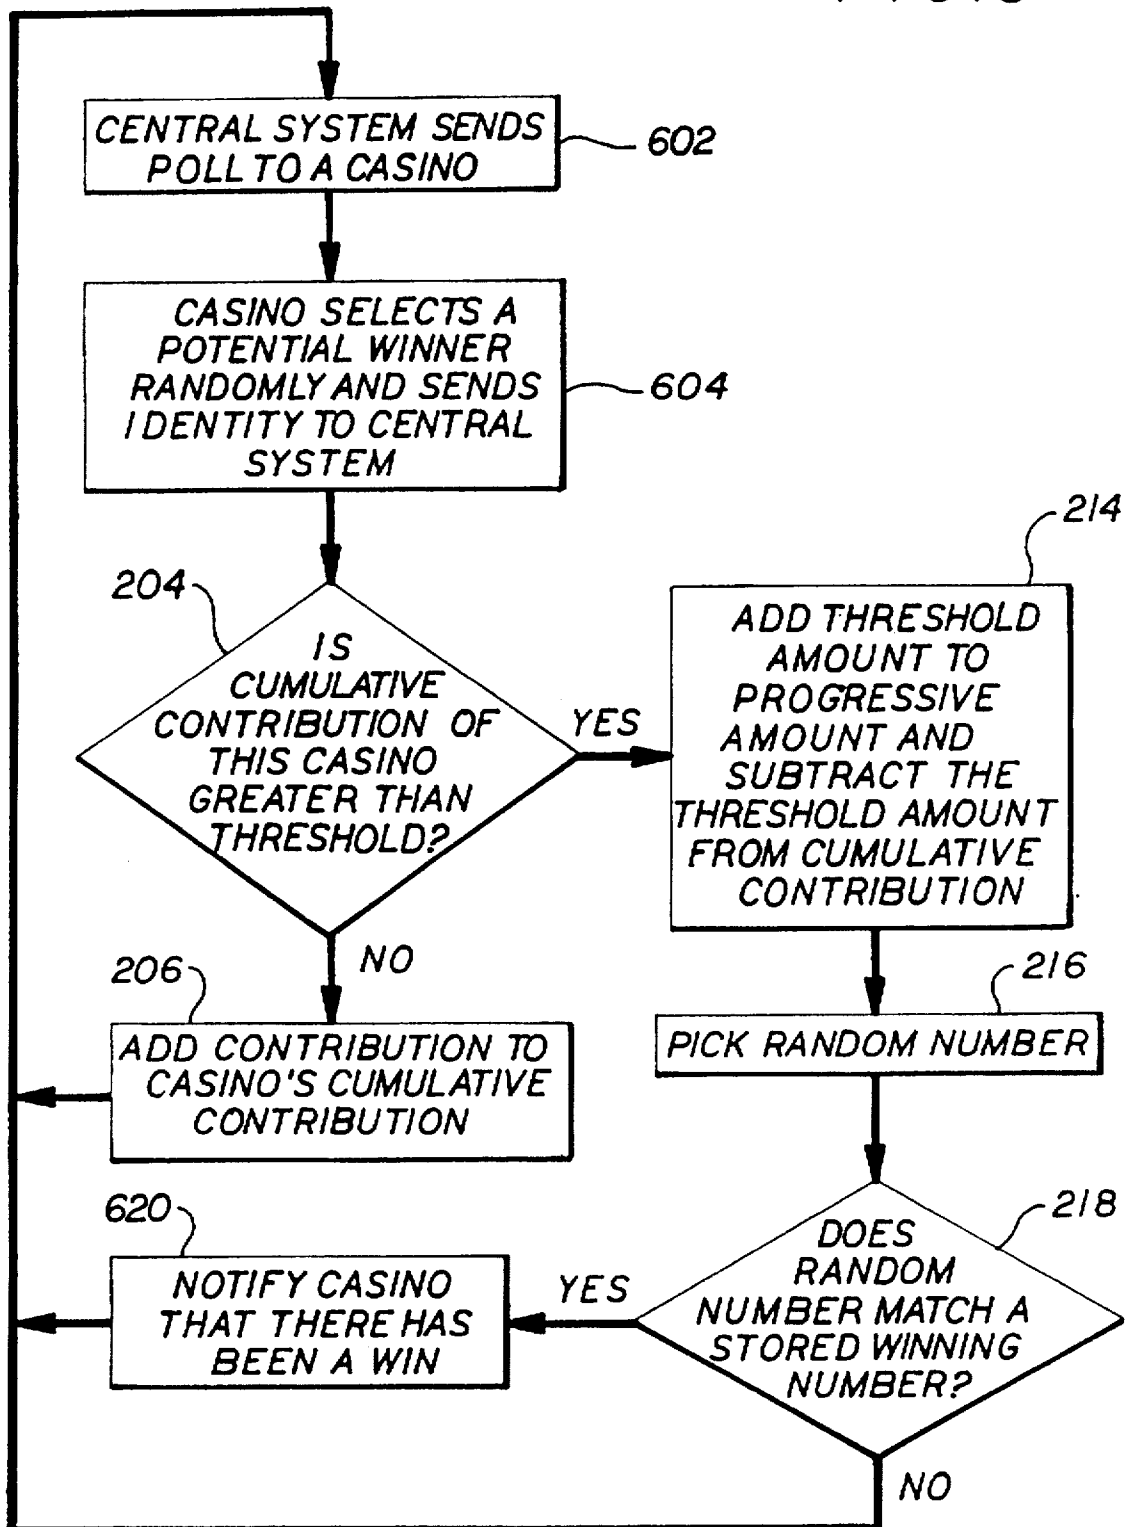 CENTRAL SYSTEM SENDS
POLL TO A CASINO
602
CASINO SELECTS A
POTENTIAL WINNER
RANDOMLY AND SENDS
IDENTITY TO CENTRAL
SYSTEM
604
204
IS
CUMULATIVE
CONTRIBUTION OF
THIS CASINO
GREATER THAN
THRESHOLD?
YES
NO
214
ADD THRESHOLD
AMOUNT TO
PROGRESSIVE
AMOUNT AND
SUBTRACT THE
THRESHOLD AMOUNT
FROM CUMULATIVE
CONTRIBUTION
206
ADD CONTRIBUTION TO
CASINO'S CUMULATIVE
CONTRIBUTION
216
PICK RANDOM NUMBER
218
DOES
RANDOM
NUMBER MATCH A
STORED WINNING
NUMBER?
YES
NO
620
NOTIFY CASINO
THAT THERE HAS
BEEN A WIN